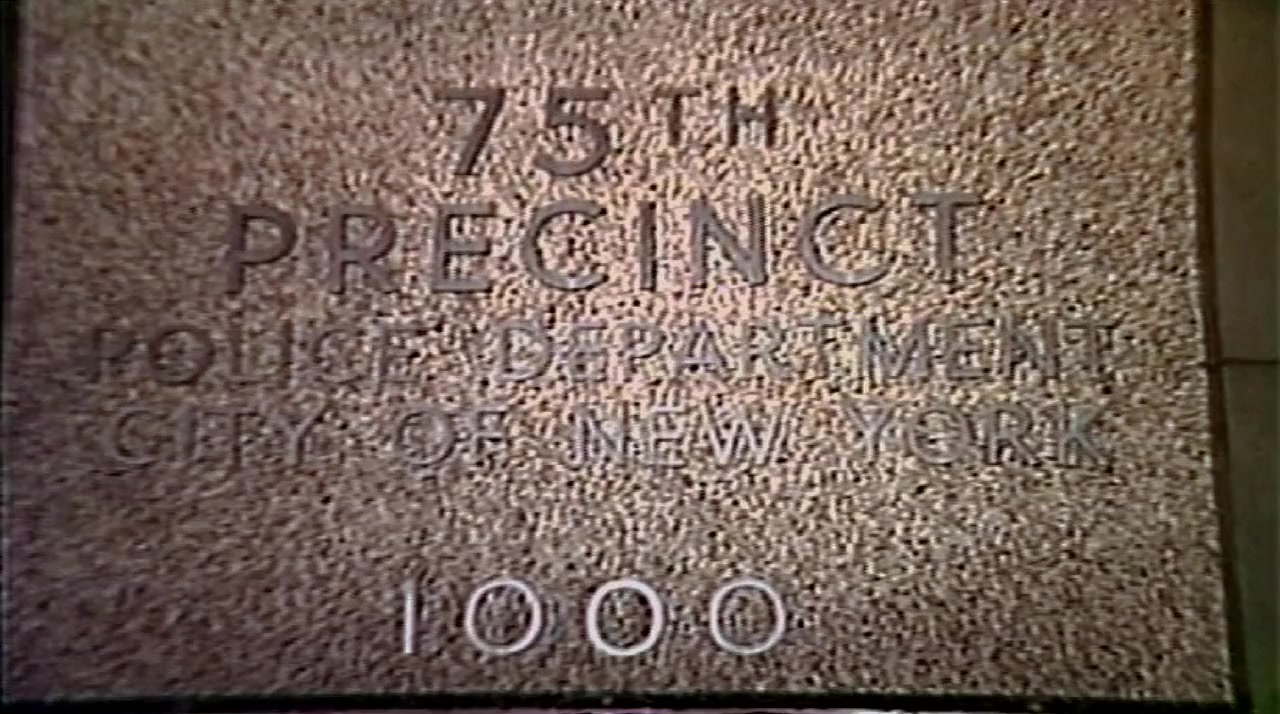 75TH
PRECINCT
POLICE DEPARTMENT
CITY OF NEW YORK
1000